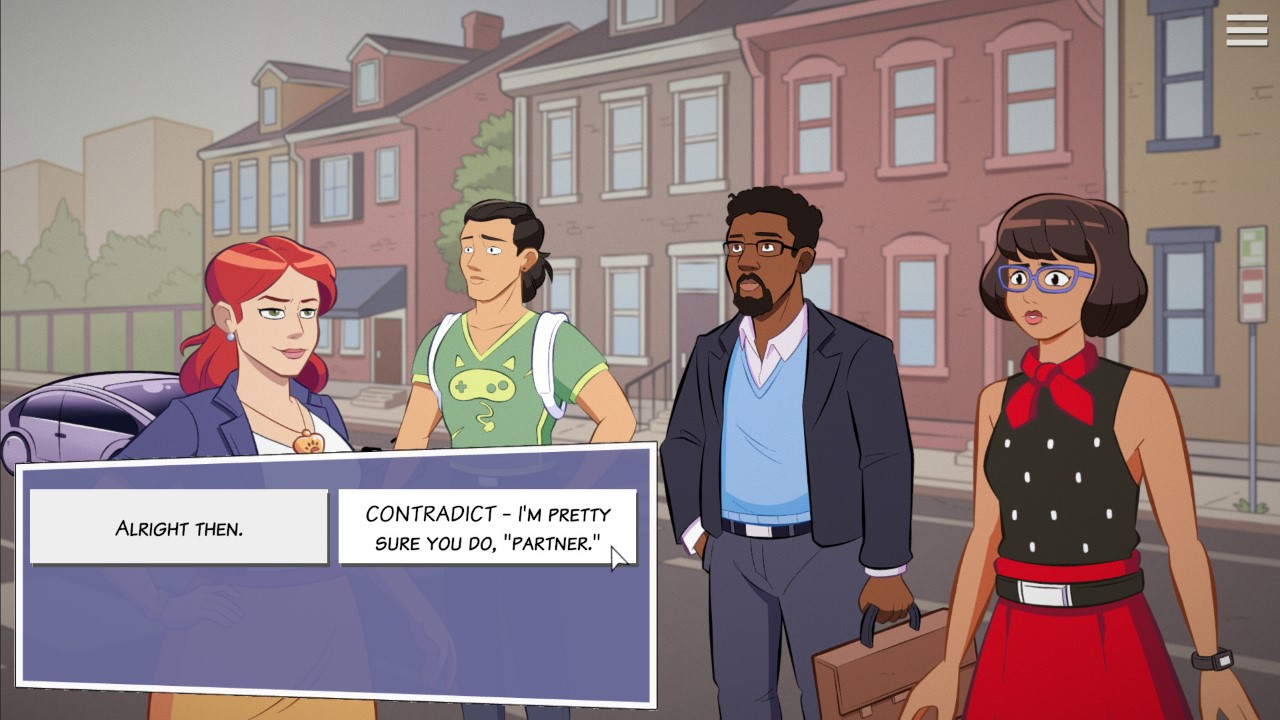 ALRIGHT THEN.
CONTRADICT - I'M PRETTY
SURE YOU DO, "PARTNER."